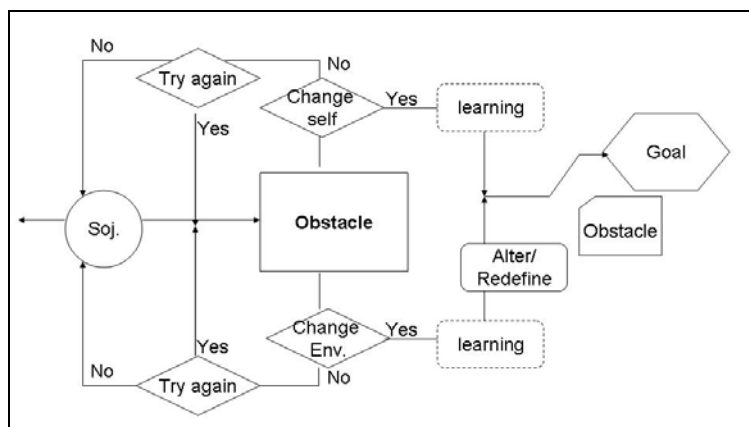 No
Try again
Yes
No
Change
self
Yes
learning
Goal
Soj.
Obstacle
Obstacle
Alter/
Redefine
Yes
No
Try again
Change
Env.
Yes
No
learning